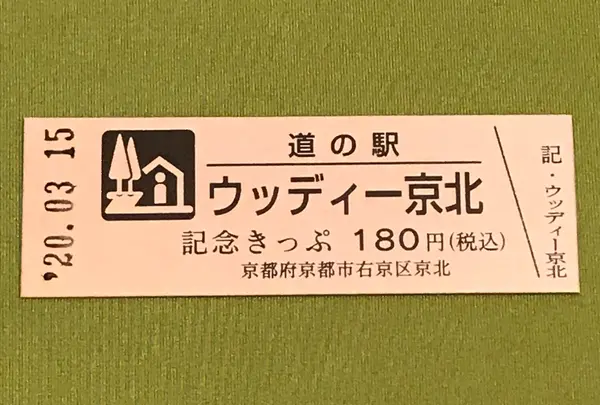 '20.03 15
道の駅
ウッディー京北
記念きっぷ 180円(税込)
京都府京都市右京区京北
記・ウッディー京北